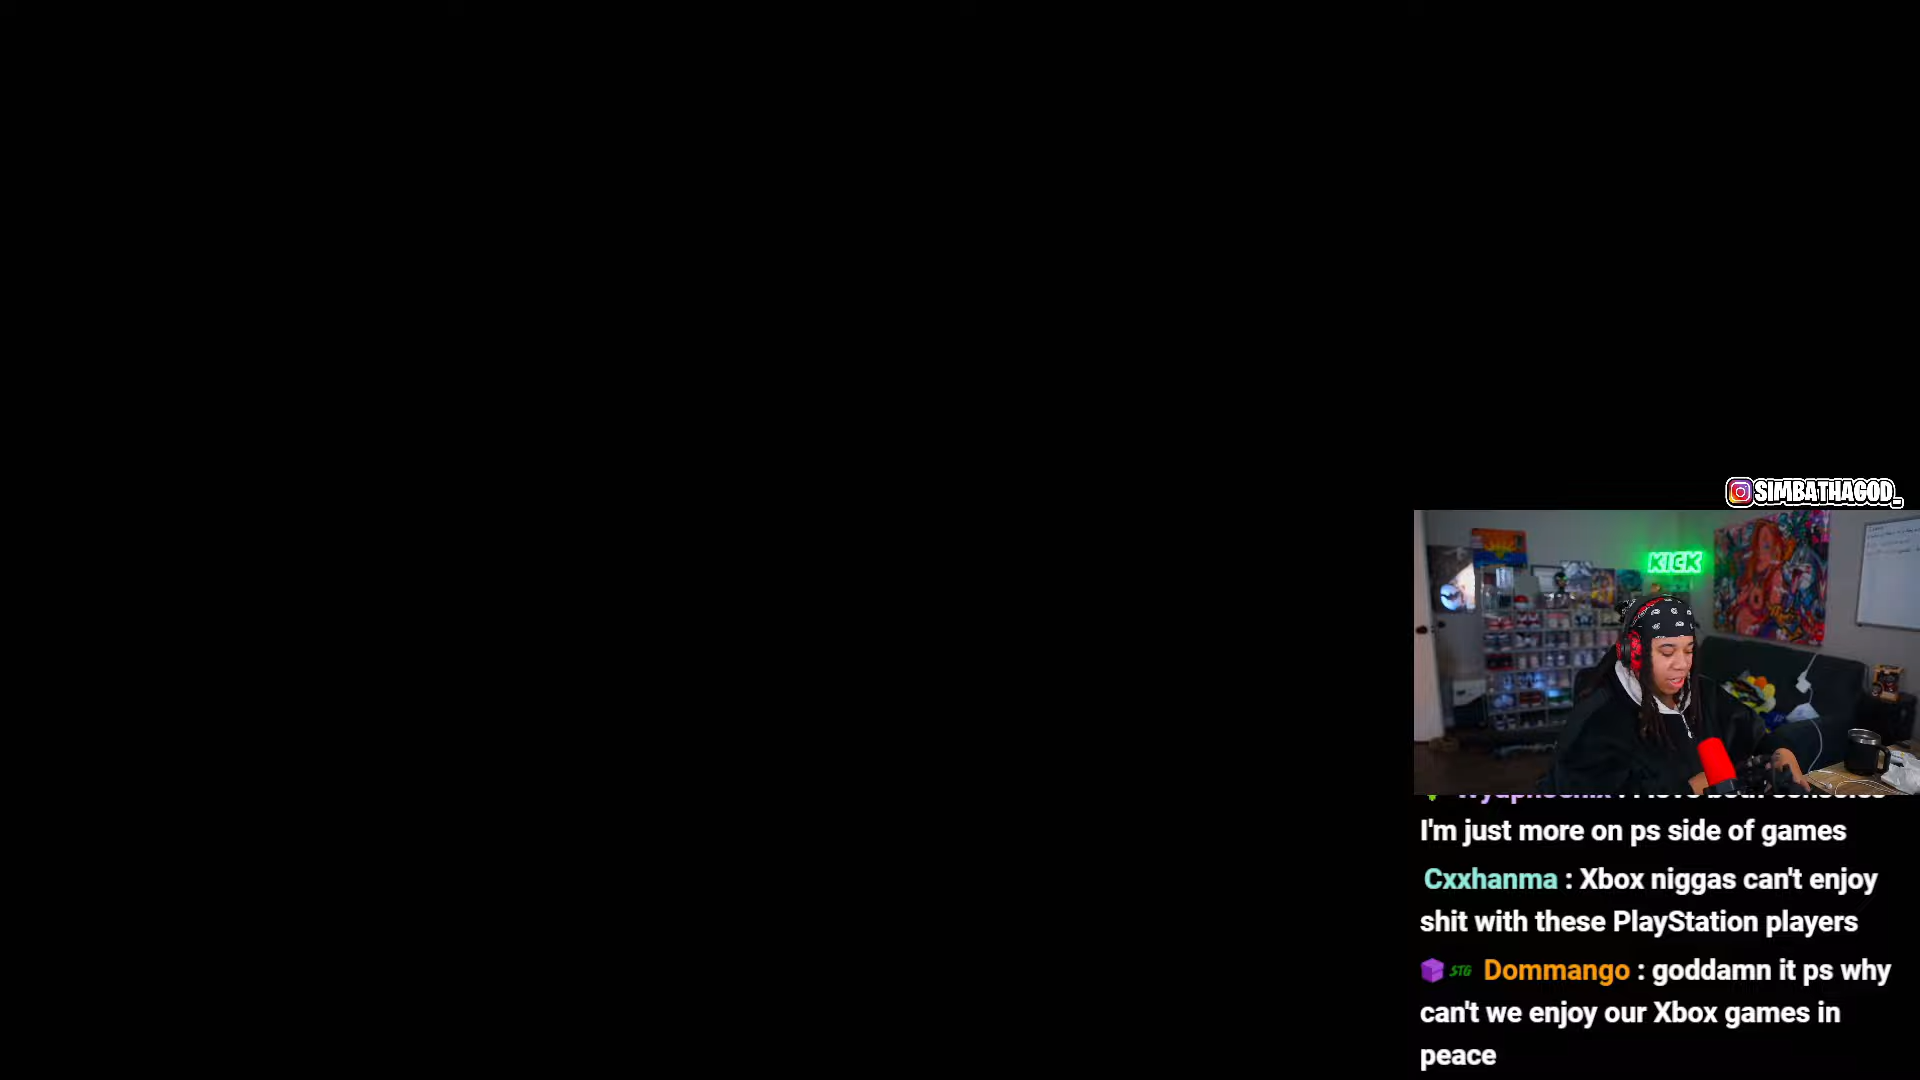 SIMBATHAGOD_
KICK
I'm just more on ps side of games
Cxxhanma : Xbox niggas can't enjoy
shit with these PlayStation players
STG Dommango : goddamn it ps why
can't we enjoy our Xbox games in
peace